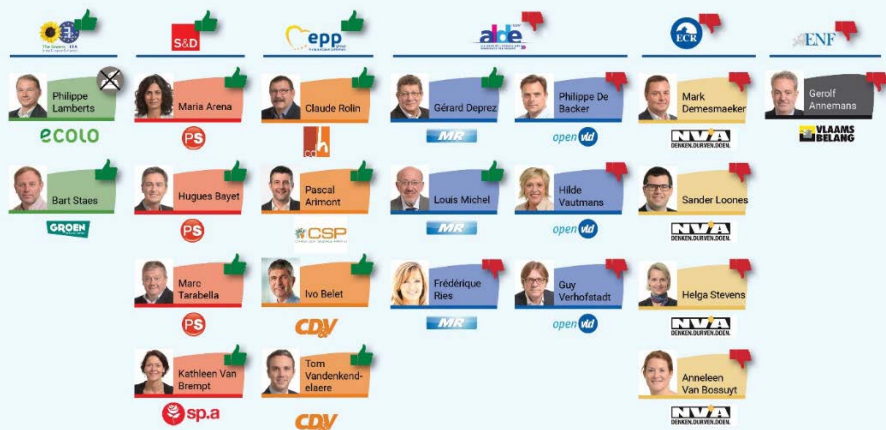 S&D
epp
alde
ECR
ENF
Philippe
Lamberts
Maria Arena
Claude Rolin
Gérard Deprez
Philippe De
Backer
Mark
Demesmaeker
Gerolf
Annemans
ecolo
PS
cdh
MR
open vld
N-VA
DENKEN.DURVEN.DOEN.
VLAAMS
BELANG
Bart Staes
Hugues Bayet
Pascal
Arimont
Louis Michel
Hilde
Vautmans
Sander Loones
GROEN
PS
CSP
MR
open vld
N-VA
DENKEN.DURVEN.DOEN.
Marc
Tarabella
Ivo Belet
Frédérique
Ries
Guy
Verhofstadt
Helga Stevens
PS
CD&V
MR
open vld
N-VA
DENKEN.DURVEN.DOEN.
Kathleen Van
Brempt
Tom
Vandenkend-
elaere
Anneleen
Van Bossuyt
sp.a
CD&V
N-VA
DENKEN.DURVEN.DOEN.